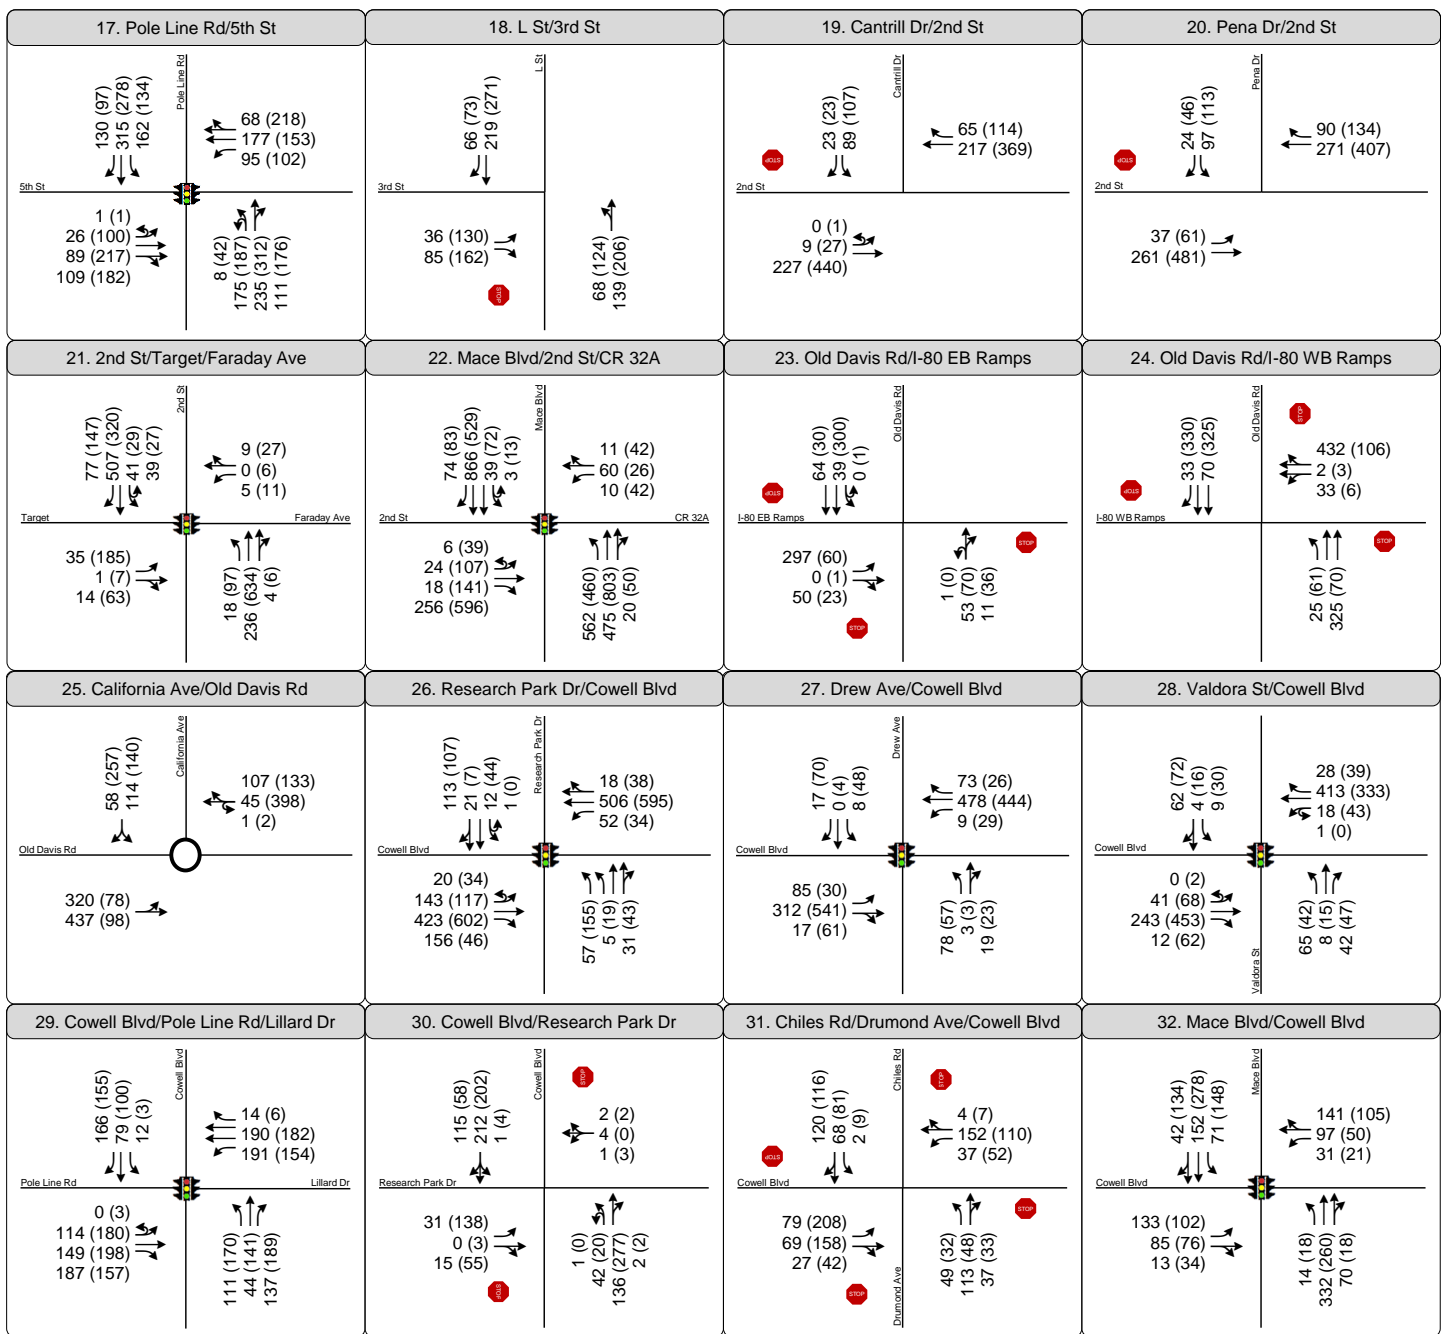 17. Pole Line Rd/5th St
130 (97)
315 (278)
162 (134)
Pole Line Rd
68 (218)
177 (153)
95 (102)
5th St
1 (1)
26 (100)
89 (217)
109 (182)
8 (42)
175 (187)
235 (312)
111 (176)
18. L St/3rd St
66 (73)
219 (271)
L St
3rd St
36 (130)
85 (162)
STOP
68 (124)
139 (206)
19. Cantrill Dr/2nd St
23 (23)
89 (107)
Cantrill Dr
65 (114)
217 (369)
STOP
2nd St
0 (1)
9 (27)
227 (440)
20. Pena Dr/2nd St
24 (46)
97 (113)
Pena Dr
90 (134)
271 (407)
STOP
2nd St
37 (61)
261 (481)
21. 2nd St/Target/Faraday Ave
77 (147)
507 (320)
41 (29)
39 (27)
2nd St
9 (27)
0 (6)
5 (11)
Target
Faraday Ave
35 (185)
1 (7)
14 (63)
18 (97)
236 (634)
4 (6)
22. Mace Blvd/2nd St/CR 32A
74 (83)
866 (529)
39 (72)
3 (13)
Mace Blvd
11 (42)
60 (26)
10 (42)
2nd St
CR 32A
6 (39)
24 (107)
18 (141)
256 (596)
562 (460)
475 (803)
20 (50)
23. Old Davis Rd/I-80 EB Ramps
64 (30)
39 (300)
0 (1)
Old Davis Rd
STOP
I-80 EB Ramps
STOP
297 (60)
0 (1)
50 (23)
STOP
1 (0)
53 (70)
11 (36)
24. Old Davis Rd/I-80 WB Ramps
33 (330)
70 (325)
Old Davis Rd
STOP
432 (106)
2 (3)
33 (6)
STOP
I-80 WB Ramps
STOP
25 (61)
325 (70)
25. California Ave/Old Davis Rd
58 (257)
114 (140)
California Ave
107 (133)
45 (398)
1 (2)
Old Davis Rd
320 (78)
437 (98)
26. Research Park Dr/Cowell Blvd
113 (107)
21 (7)
12 (44)
1 (0)
Research Park Dr
18 (38)
506 (595)
52 (34)
Cowell Blvd
20 (34)
143 (117)
423 (602)
156 (46)
57 (155)
5 (19)
31 (43)
27. Drew Ave/Cowell Blvd
17 (70)
0 (4)
8 (48)
Drew Ave
73 (26)
478 (444)
9 (29)
Cowell Blvd
85 (30)
312 (541)
17 (61)
78 (57)
3 (3)
19 (23)
28. Valdora St/Cowell Blvd
62 (72)
4 (16)
9 (30)
28 (39)
413 (333)
18 (43)
1 (0)
Cowell Blvd
0 (2)
41 (68)
243 (453)
12 (62)
Valdora St
65 (42)
8 (15)
42 (47)
29. Cowell Blvd/Pole Line Rd/Lillard Dr
166 (155)
79 (100)
12 (3)
Cowell Blvd
14 (6)
190 (182)
191 (154)
Pole Line Rd
Lillard Dr
0 (3)
114 (180)
149 (198)
187 (157)
111 (170)
44 (141)
137 (189)
30. Cowell Blvd/Research Park Dr
115 (58)
212 (202)
1 (4)
Cowell Blvd
STOP
2 (2)
4 (0)
1 (3)
Research Park Dr
31 (138)
0 (3)
15 (55)
STOP
1 (0)
42 (20)
136 (277)
2 (2)
31. Chiles Rd/Drumond Ave/Cowell Blvd
120 (116)
68 (81)
2 (9)
Chiles Rd
STOP
4 (7)
152 (110)
37 (52)
STOP
Cowell Blvd
STOP
79 (208)
69 (158)
27 (42)
STOP
Drumond Ave
49 (32)
113 (48)
37 (33)
32. Mace Blvd/Cowell Blvd
42 (134)
152 (278)
71 (148)
Mace Blvd
141 (105)
97 (50)
31 (21)
Cowell Blvd
133 (102)
85 (76)
13 (34)
14 (18)
332 (260)
70 (18)